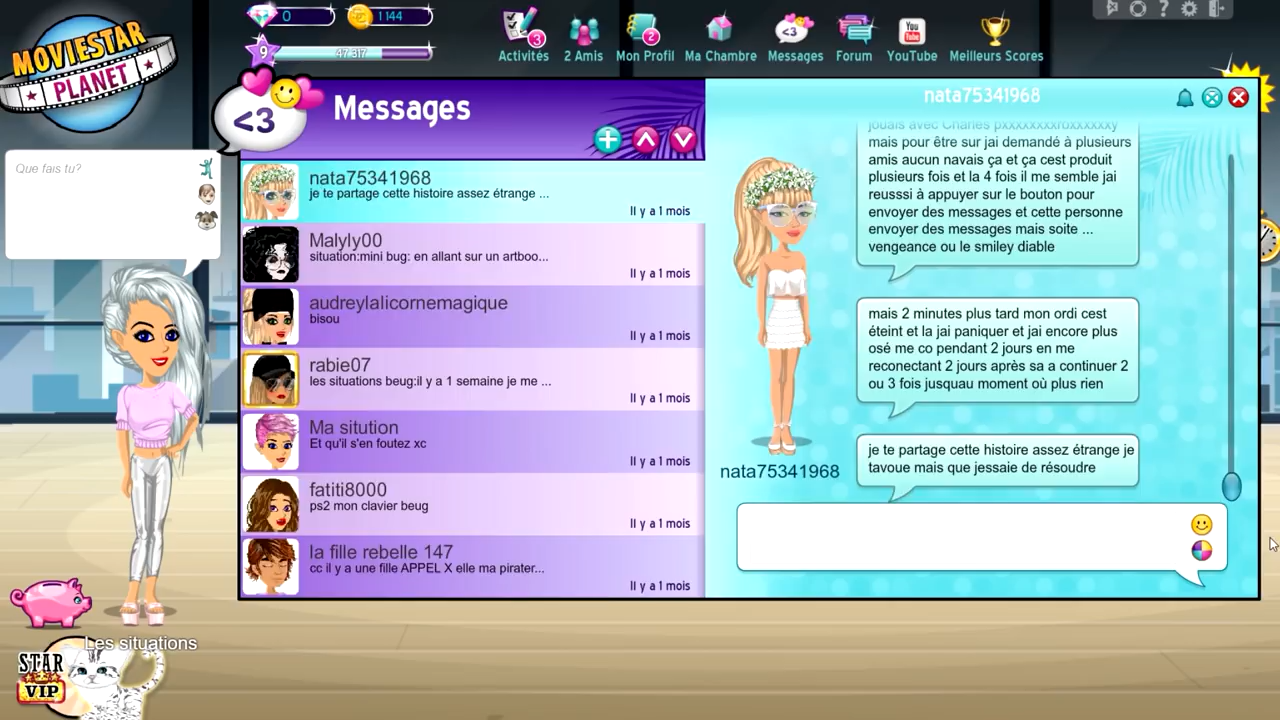 MOVIESTAR
PLANET
0
1 144
9
47 317
3
2
<3
You
Tube
Activités
2 Amis
Mon Profil
Ma Chambre
Messages
Forum
YouTube
Meilleurs Scores
?
Que fais tu?
<3
Messages
nata75341968
je te partage cette histoire assez étrange ...
Il y a 1 mois
Malyly00
situation:mini bug: en allant sur un artboo...
Il y a 1 mois
audreylalicornemagique
bisou
Il y a 1 mois
rabie07
les situations beug:il y a 1 semaine je me ...
Il y a 1 mois
Ma sitution
Et qu'il s'en foutez xc
Il y a 1 mois
fatiti8000
ps2 mon clavier beug
Il y a 1 mois
la fille rebelle 147
cc il y a une fille APPEL X elle ma pirater...
Il y a 1 mois
nata75341968
jouais avec Charles
mais pour être sur jai demandé à plusieurs
amis aucun navais ça et ça cest produit
plusieurs fois et la 4 fois il me semble jai
reusssi à appuyer sur le bouton pour
envoyer des messages et cette personne
envoyer des messages mais soite ...
vengeance ou le smiley diable
mais 2 minutes plus tard mon ordi cest
éteint et la jai paniquer et jai encore plus
osé me co pendant 2 jours en me
reconectant 2 jours après sa a continuer 2
ou 3 fois jusquau moment où plus rien
je te partage cette histoire assez étrange je
tavoue mais que jessaie de résoudre
nata75341968
Les situations
STAR
VIP